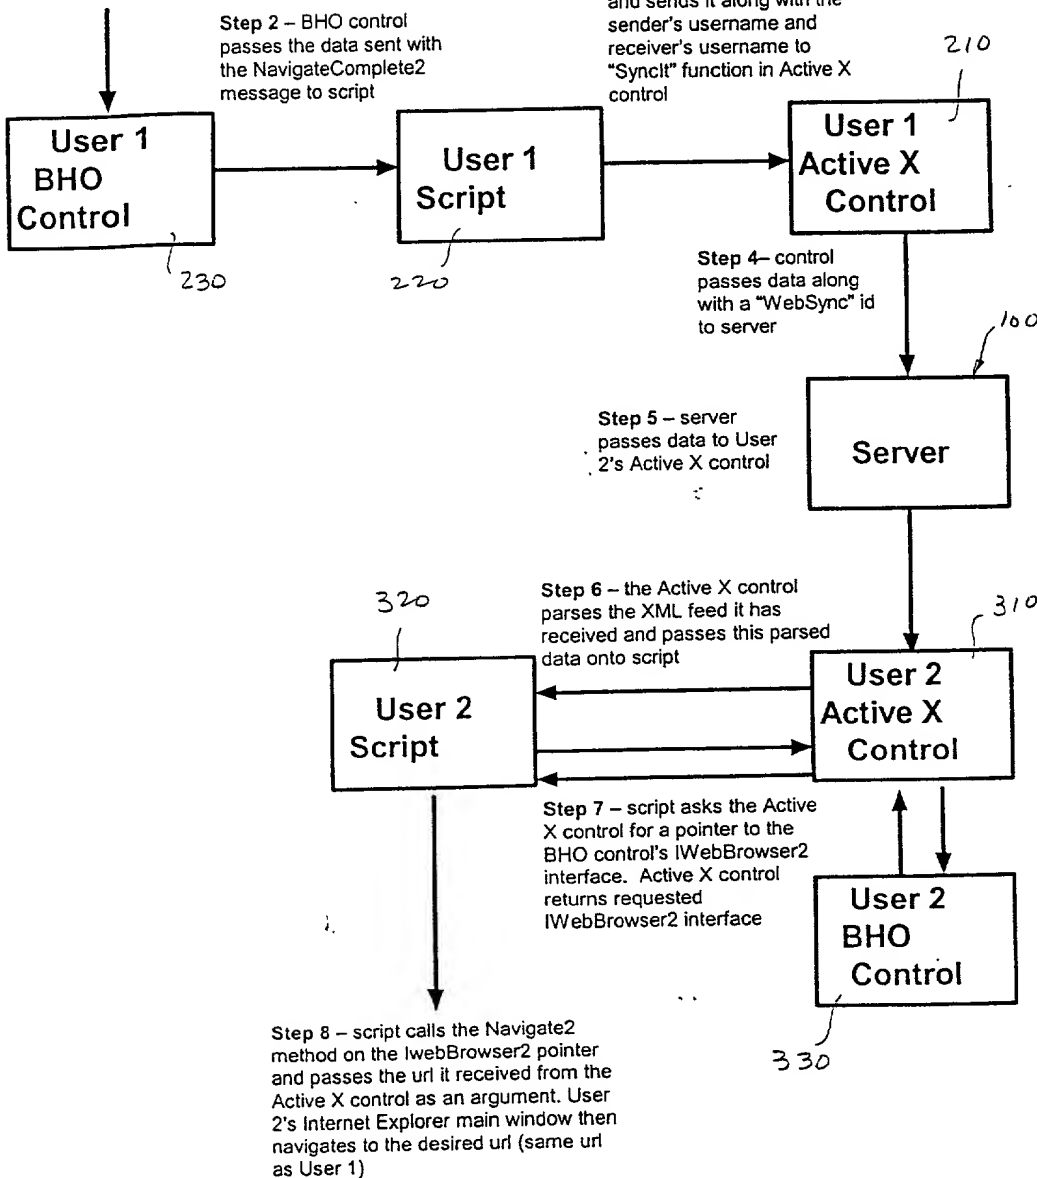 Step 2 – BHO control
passes the data sent with
the NavigateComplete2
message to script
and sends it along with the
sender's username and
receiver's username to
"SyncIt" function in Active X
control
210
User 1
BHO
Control
230
User 1
Script
220
User 1
Active X
Control
Step 4– control
passes data along
with a "WebSync" id
to server
100
Step 5 – server
passes data to User
2's Active X control
Server
Step 6 – the Active X control
parses the XML feed it has
received and passes this parsed
data onto script
320
310
User 2
Script
User 2
Active X
Control
Step 7 – script asks the Active
X control for a pointer to the
BHO control's IWebBrowser2
interface. Active X control
returns requested
IWebBrowser2 interface
User 2
BHO
Control
330
Step 8 – script calls the Navigate2
method on the IwebBrowser2 pointer
and passes the url it received from the
Active X control as an argument. User
2's Internet Explorer main window then
navigates to the desired url (same url
as User 1)